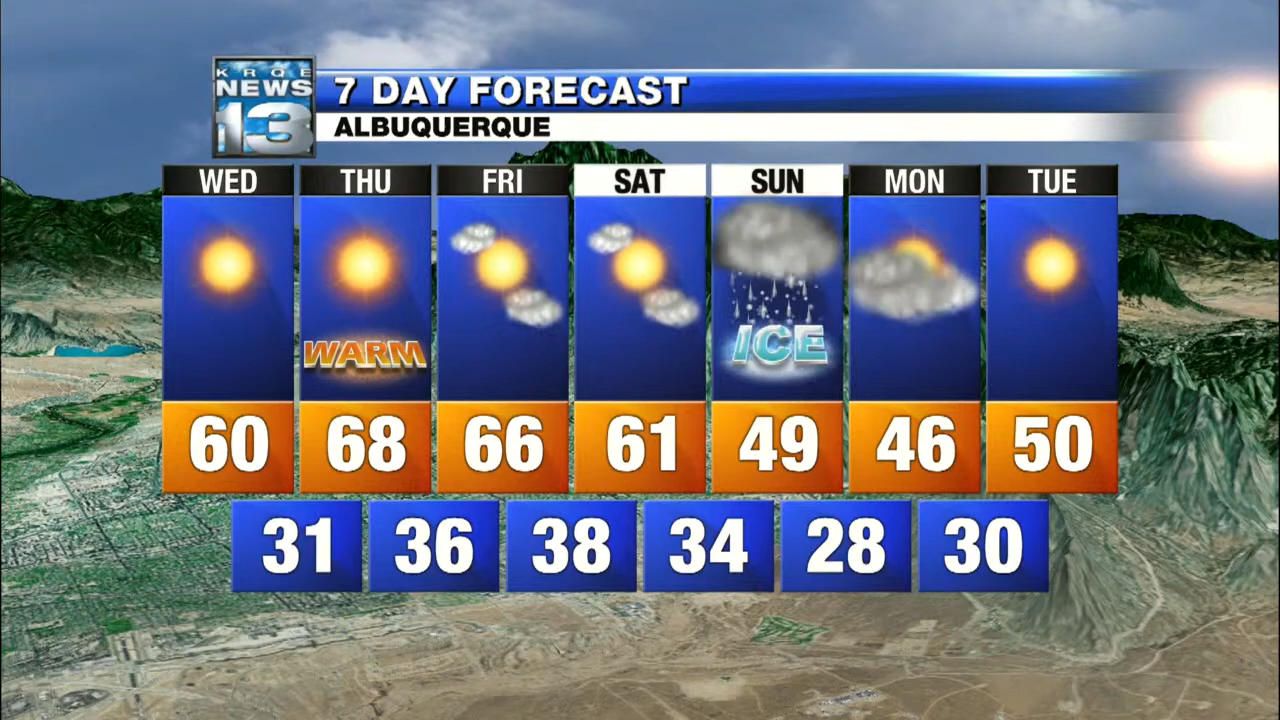 KRQE
NEWS
13
7 DAY FORECAST
ALBUQUERQUE
WED THU FRI SAT SUN MON TUE
WARM ICE
60 68 66 61 49 46 50
31 36 38 34 28 30